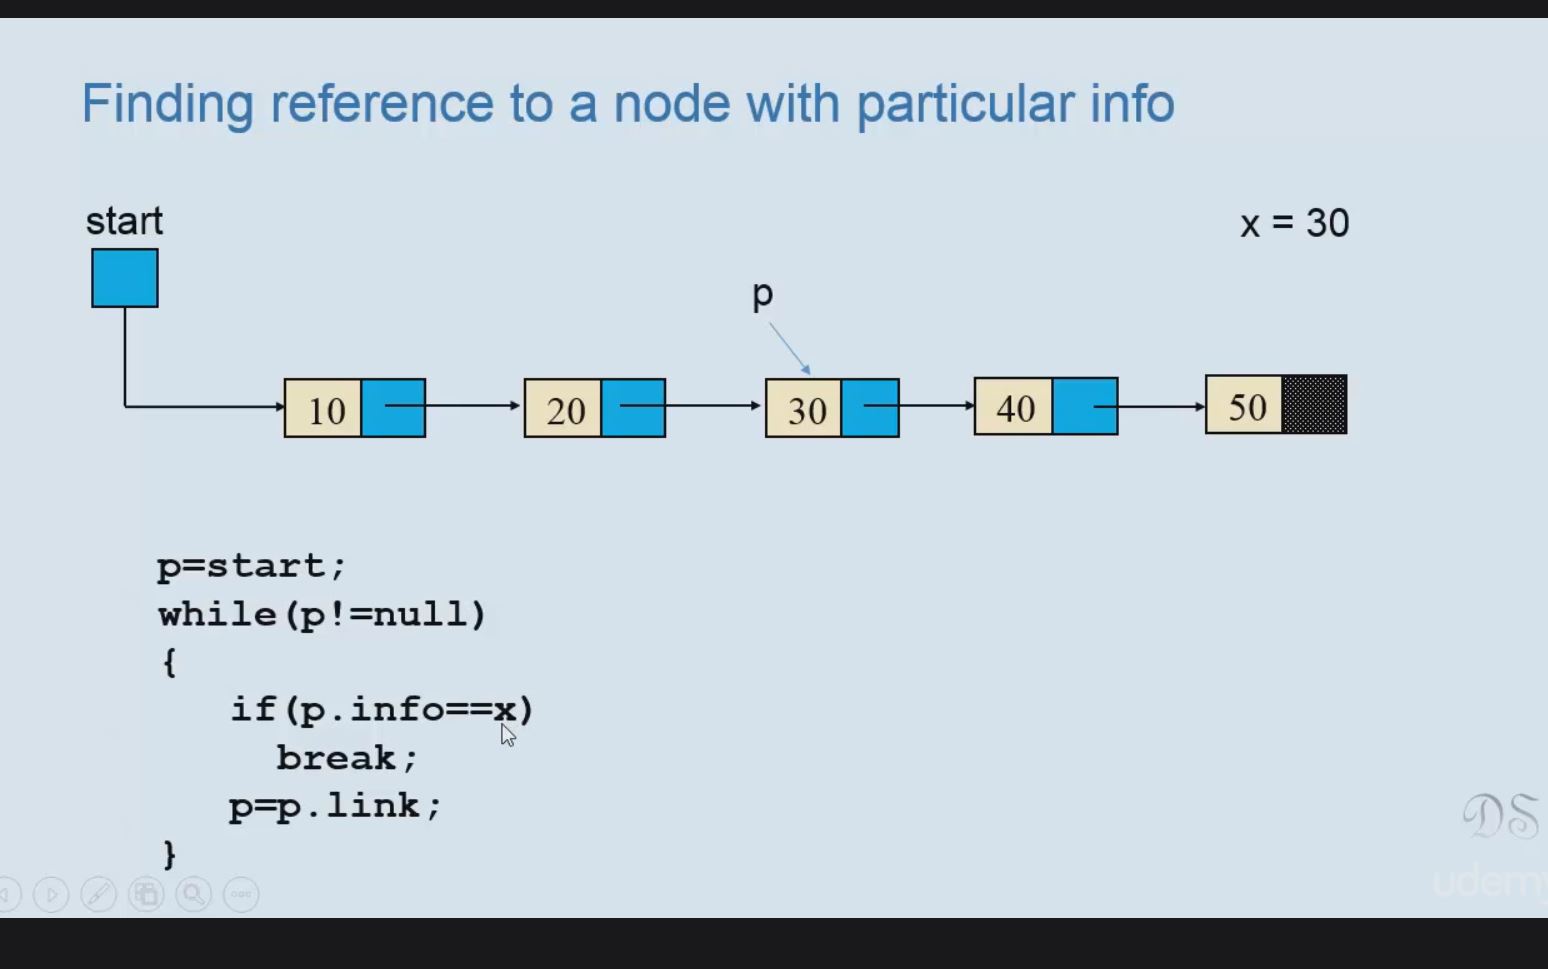 Finding reference to a node with particular info
start
x = 30
p
10 20 30 40 50
p=start;
while(p!=null)
{
if(p.info==x)
break;
p=p.link;
}
DS
udemy